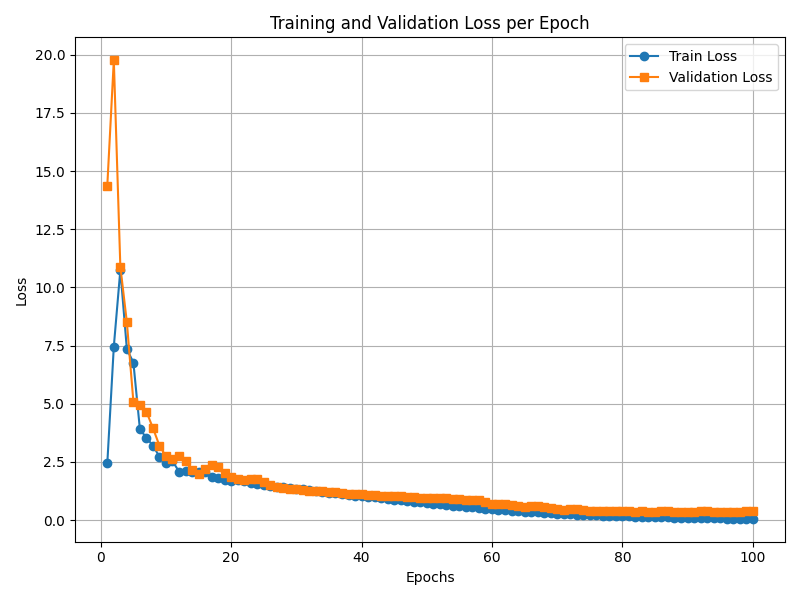 Training and Validation Loss per Epoch
Train Loss
Validation Loss
20.0
17.5
15.0
12.5
10.0
7.5
5.0
2.5
0.0
Loss
0 20 40 60 80 100
Epochs